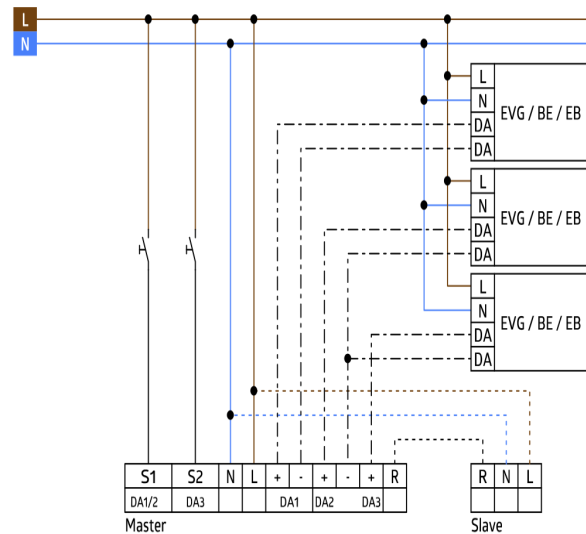 L
N
L
N
DA
DA
EVG / BE / EB
L
N
DA
DA
EVG / BE / EB
L
N
DA
DA
EVG / BE / EB
S1 S2 N L + - + - + R
DA1/2 DA3 DA1 DA2 DA3
Master
R N L
Slave